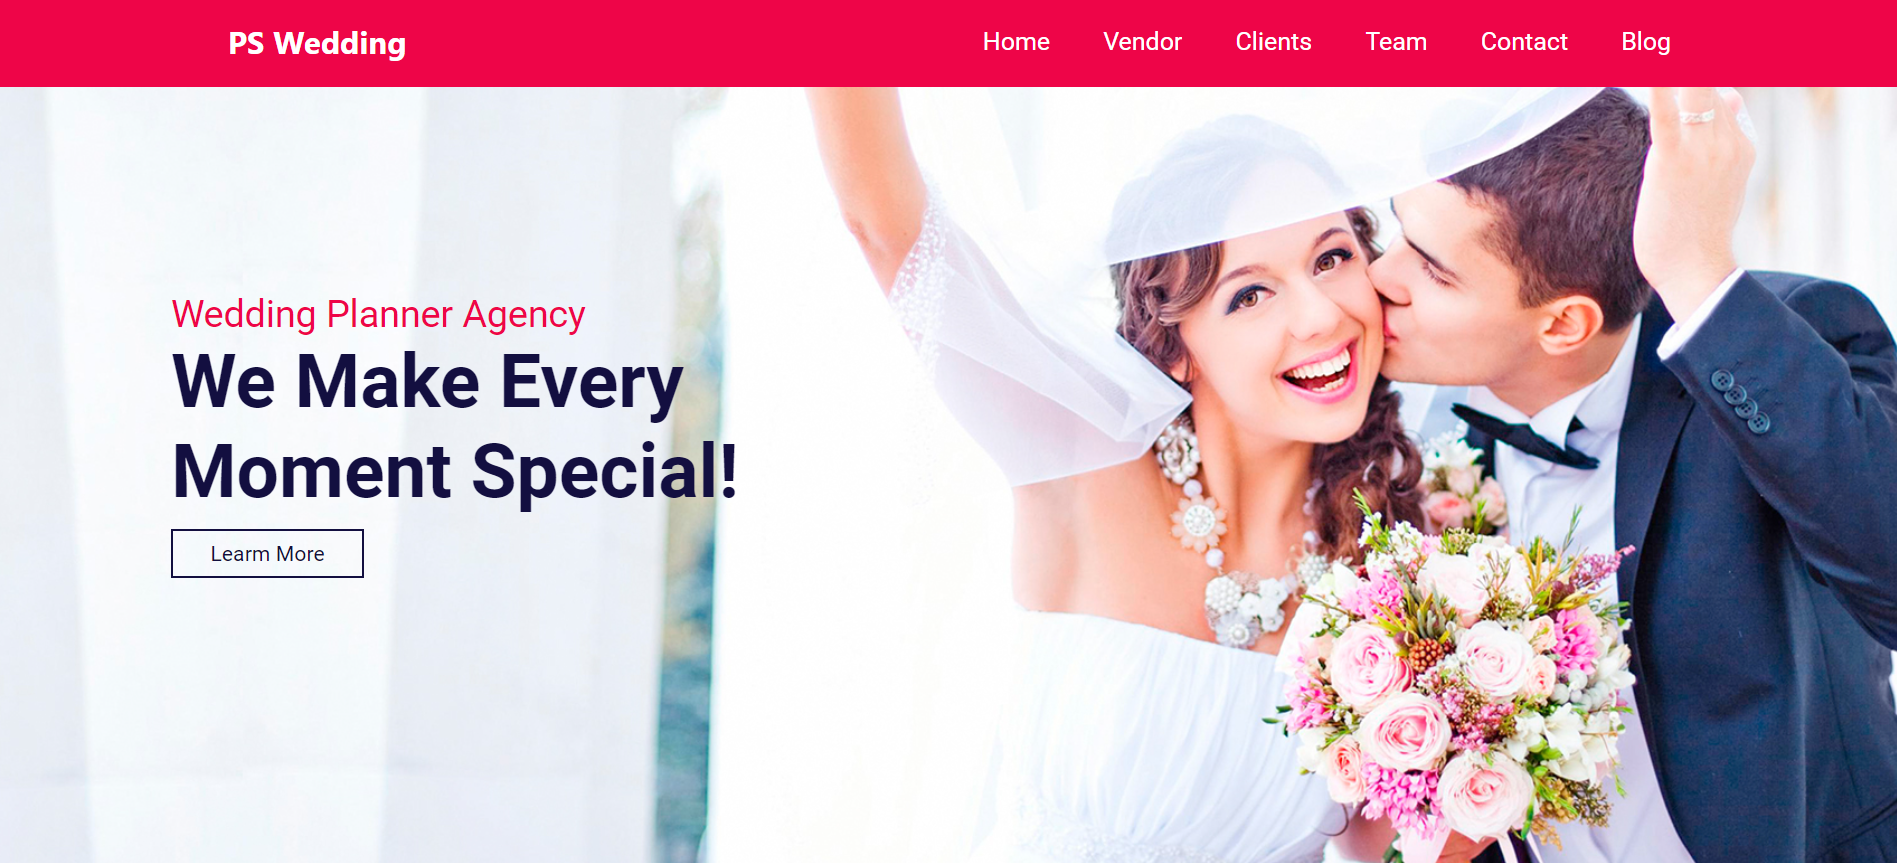 PS Wedding
Home Vendor Clients Team Contact Blog
Wedding Planner Agency
We Make Every
Moment Special!
Learm More